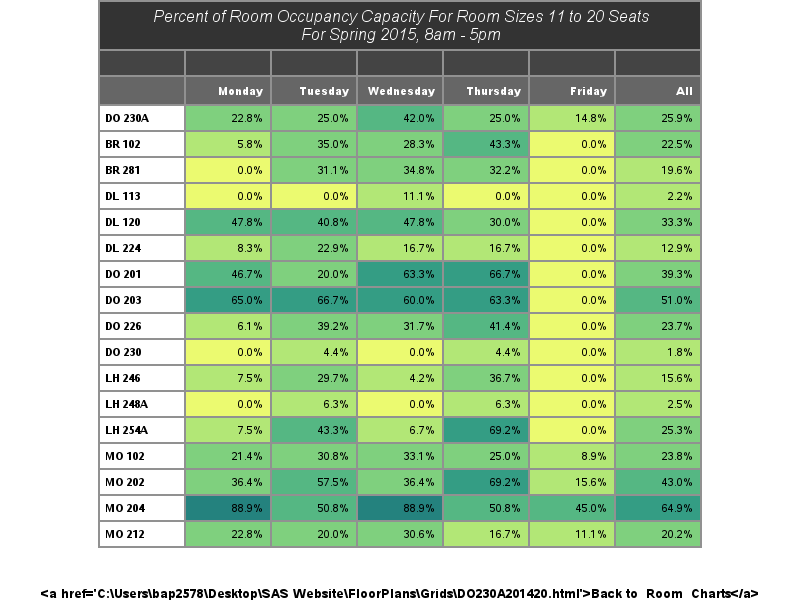 Percent of Room Occupancy Capacity For Room Sizes 11 to 20 Seats
For Spring 2015, 8am - 5pm
Monday Tuesday Wednesday Thursday Friday All
DO 230A 22.8% 25.0% 42.0% 25.0% 14.8% 25.9%
BR 102 5.8% 35.0% 28.3% 43.3% 0.0% 22.5%
BR 281 0.0% 31.1% 34.8% 32.2% 0.0% 19.6%
DL 113 0.0% 0.0% 11.1% 0.0% 0.0% 2.2%
DL 120 47.8% 40.8% 47.8% 30.0% 0.0% 33.3%
DL 224 8.3% 22.9% 16.7% 16.7% 0.0% 12.9%
DO 201 46.7% 20.0% 63.3% 66.7% 0.0% 39.3%
DO 203 65.0% 66.7% 60.0% 63.3% 0.0% 51.0%
DO 226 6.1% 39.2% 31.7% 41.4% 0.0% 23.7%
DO 230 0.0% 4.4% 0.0% 4.4% 0.0% 1.8%
LH 246 7.5% 29.7% 4.2% 36.7% 0.0% 15.6%
LH 248A 0.0% 6.3% 0.0% 6.3% 0.0% 2.5%
LH 254A 7.5% 43.3% 6.7% 69.2% 0.0% 25.3%
MO 102 21.4% 30.8% 33.1% 25.0% 8.9% 23.8%
MO 202 36.4% 57.5% 36.4% 69.2% 15.6% 43.0%
MO 204 88.9% 50.8% 88.9% 50.8% 45.0% 64.9%
MO 212 22.8% 20.0% 30.6% 16.7% 11.1% 20.2%
<a href='C:\Users\bap2578\Desktop\SAS Website\FloorPlans\Grids\DO230A201420.html'>Back to Room Charts</a>